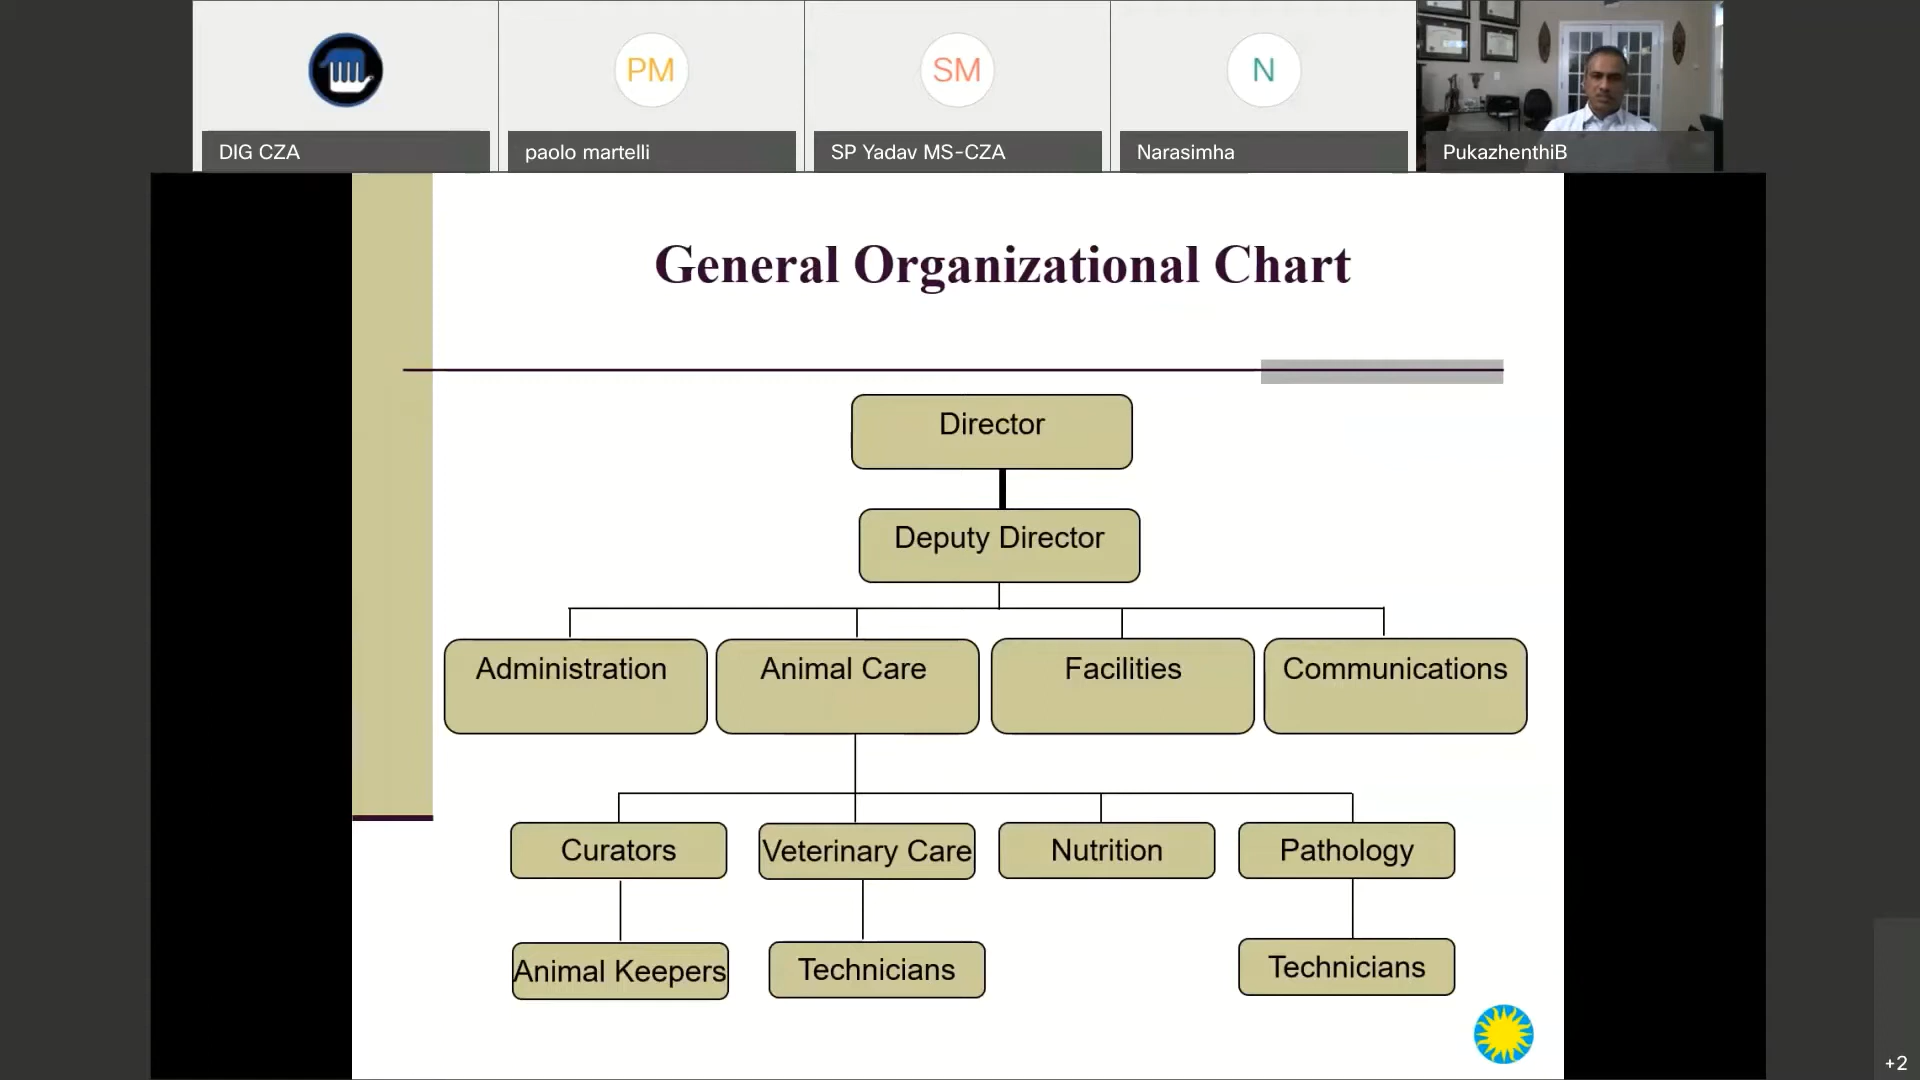 PM
SM
N
DIG CZA
paolo martelli
SP Yadav MS-CZA
Narasimha
PukazhenthiB
General Organizational Chart
Director
Deputy Director
Administration
Animal Care
Facilities
Communications
Curators
Veterinary Care
Nutrition
Pathology
Animal Keepers
Technicians
Technicians
+2